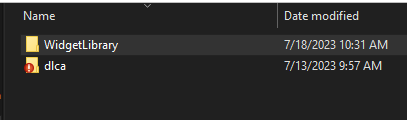 Name Date modified
WidgetLibrary 7/18/2023 10:31 AM
dlca 7/13/2023 9:57 AM